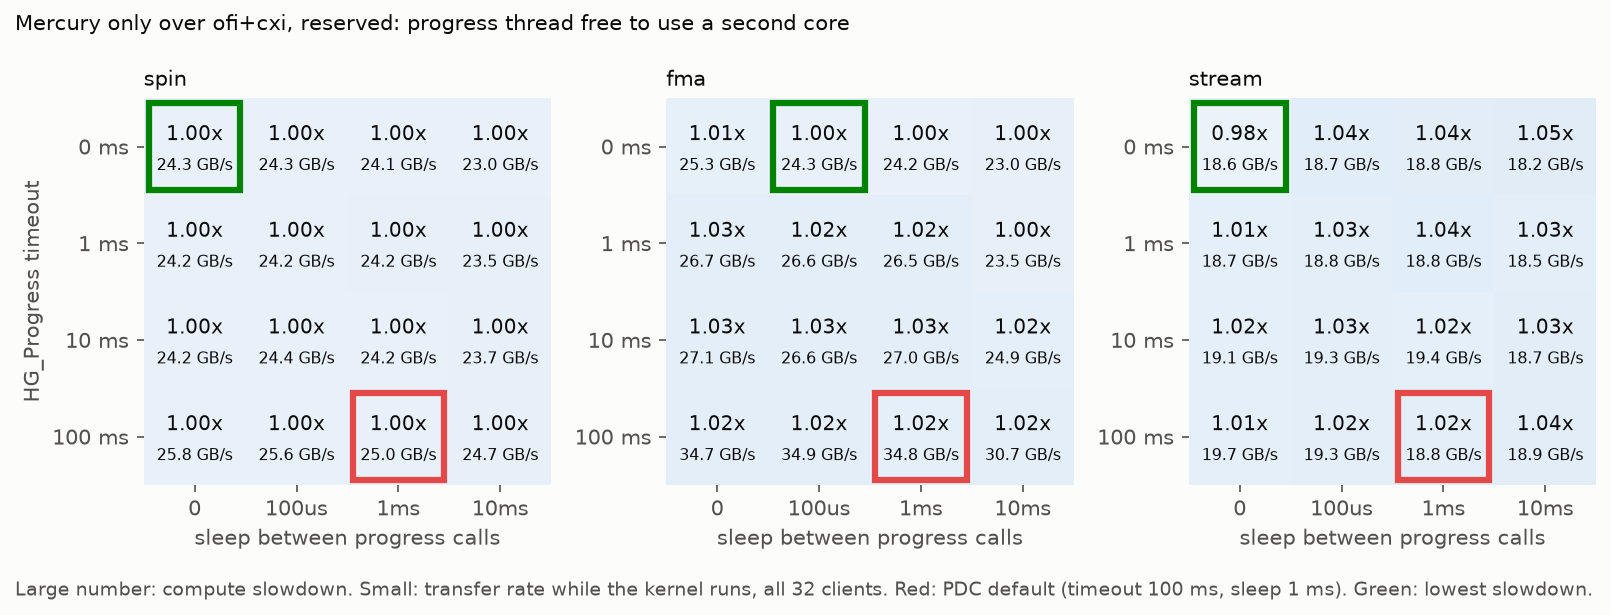 Mercury only over ofi+cxi, reserved: progress thread free to use a second core
spin
fma
stream
HG_Progress timeout
0 ms
1.00x 1.00x 1.00x 1.00x
24.3 GB/s 24.3 GB/s 24.1 GB/s 23.0 GB/s
1 ms
1.00x 1.00x 1.00x 1.00x
24.2 GB/s 24.2 GB/s 24.2 GB/s 23.5 GB/s
10 ms
1.00x 1.00x 1.00x 1.00x
24.2 GB/s 24.4 GB/s 24.2 GB/s 23.7 GB/s
100 ms
1.00x 1.00x 1.00x 1.00x
25.8 GB/s 25.6 GB/s 25.0 GB/s 24.7 GB/s
0 100us 1ms 10ms
sleep between progress calls
0 ms
1.01x 1.00x 1.00x 1.00x
25.3 GB/s 24.3 GB/s 24.2 GB/s 23.0 GB/s
1 ms
1.03x 1.02x 1.02x 1.00x
26.7 GB/s 26.6 GB/s 26.5 GB/s 23.5 GB/s
10 ms
1.03x 1.03x 1.03x 1.02x
27.1 GB/s 26.6 GB/s 27.0 GB/s 24.9 GB/s
100 ms
1.02x 1.02x 1.02x 1.02x
34.7 GB/s 34.9 GB/s 34.8 GB/s 30.7 GB/s
0 100us 1ms 10ms
sleep between progress calls
0 ms
0.98x 1.04x 1.04x 1.05x
18.6 GB/s 18.7 GB/s 18.8 GB/s 18.2 GB/s
1 ms
1.01x 1.03x 1.04x 1.03x
18.7 GB/s 18.8 GB/s 18.8 GB/s 18.5 GB/s
10 ms
1.02x 1.03x 1.02x 1.03x
19.1 GB/s 19.3 GB/s 19.4 GB/s 18.7 GB/s
100 ms
1.01x 1.02x 1.02x 1.04x
19.7 GB/s 19.3 GB/s 18.8 GB/s 18.9 GB/s
0 100us 1ms 10ms
sleep between progress calls
Large number: compute slowdown. Small: transfer rate while the kernel runs, all 32 clients. Red: PDC default (timeout 100 ms, sleep 1 ms). Green: lowest slowdown.